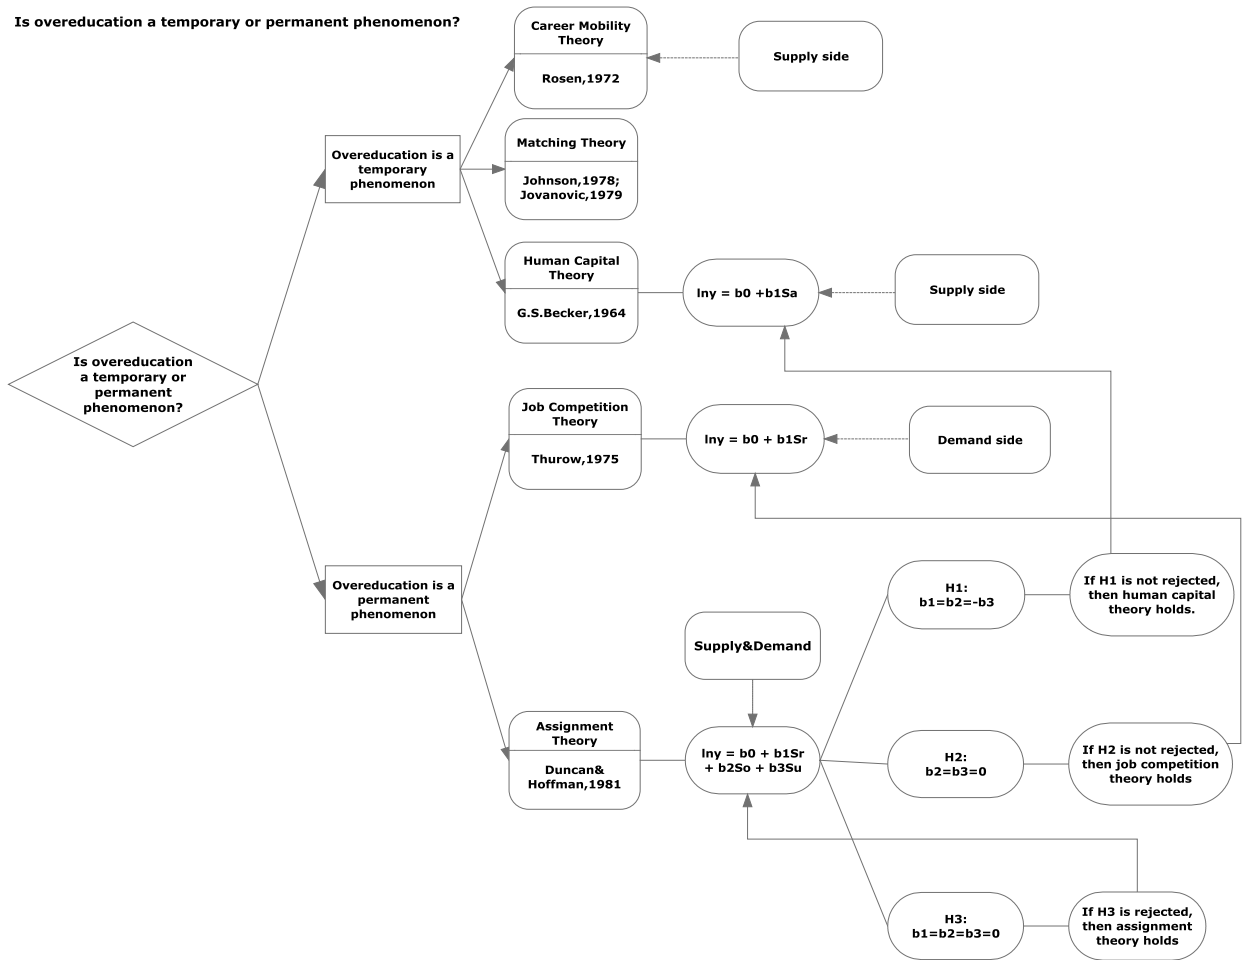 Is overeducation a temporary or permanent phenomenon?
Career Mobility
Theory
Rosen,1972
Supply side
Matching Theory
Johnson,1978;
Jovanovic,1979
Overeducation is a
temporary
phenomenon
Human Capital
Theory
G.S.Becker,1964
lny = b0 +b1Sa
Supply side
Is overeducation
a temporary or
permanent
phenomenon?
Job Competition
Theory
Thurow,1975
lny = b0 + b1Sr
Demand side
Overeducation is a
permanent
phenomenon
H1:
b1=b2=-b3
If H1 is not rejected,
then human capital
theory holds.
Supply&Demand
Assignment
Theory
Duncan&
Hoffman,1981
lny = b0 + b1Sr
+ b2So + b3Su
H2:
b2=b3=0
If H2 is not rejected,
then job competition
theory holds
H3:
b1=b2=b3=0
If H3 is rejected,
then assignment
theory holds